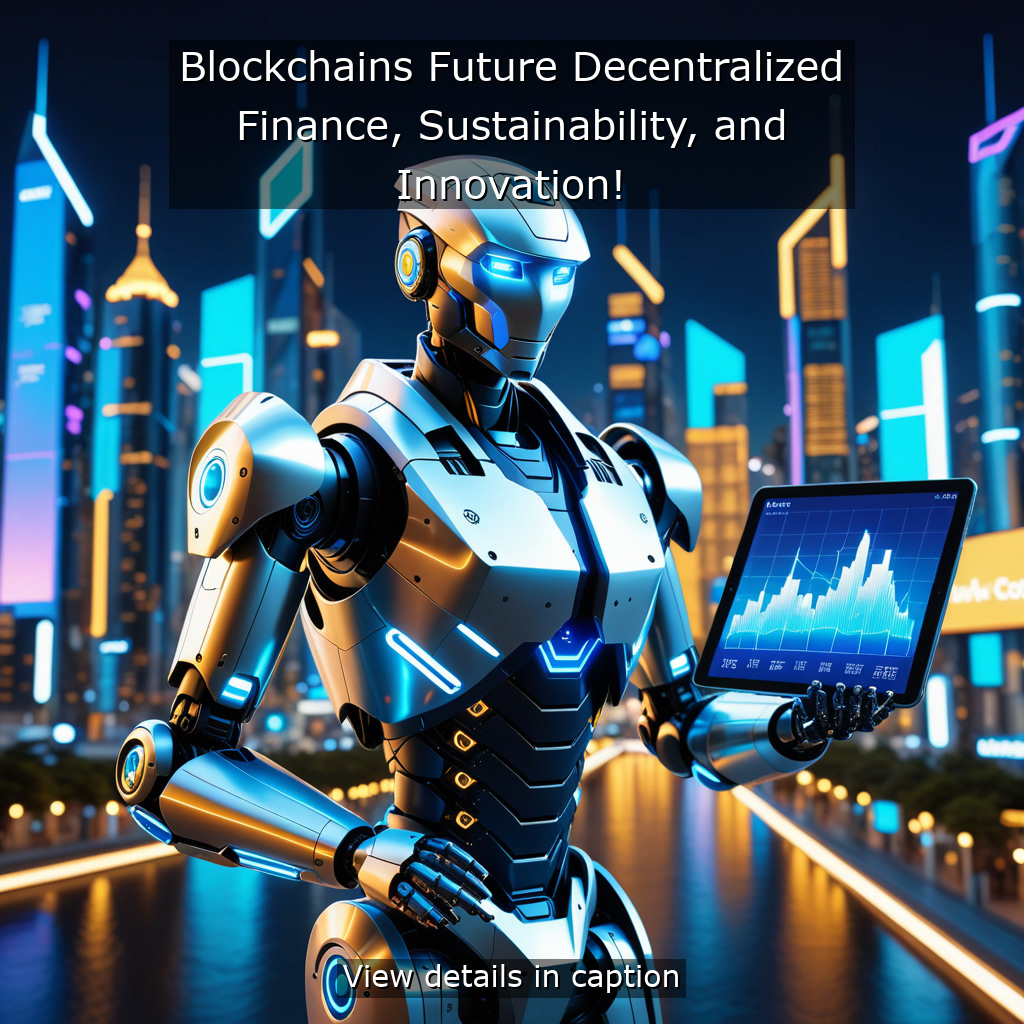 Blockchains Future Decentralized
Finance, Sustainability, and
Innovation!
View details in caption